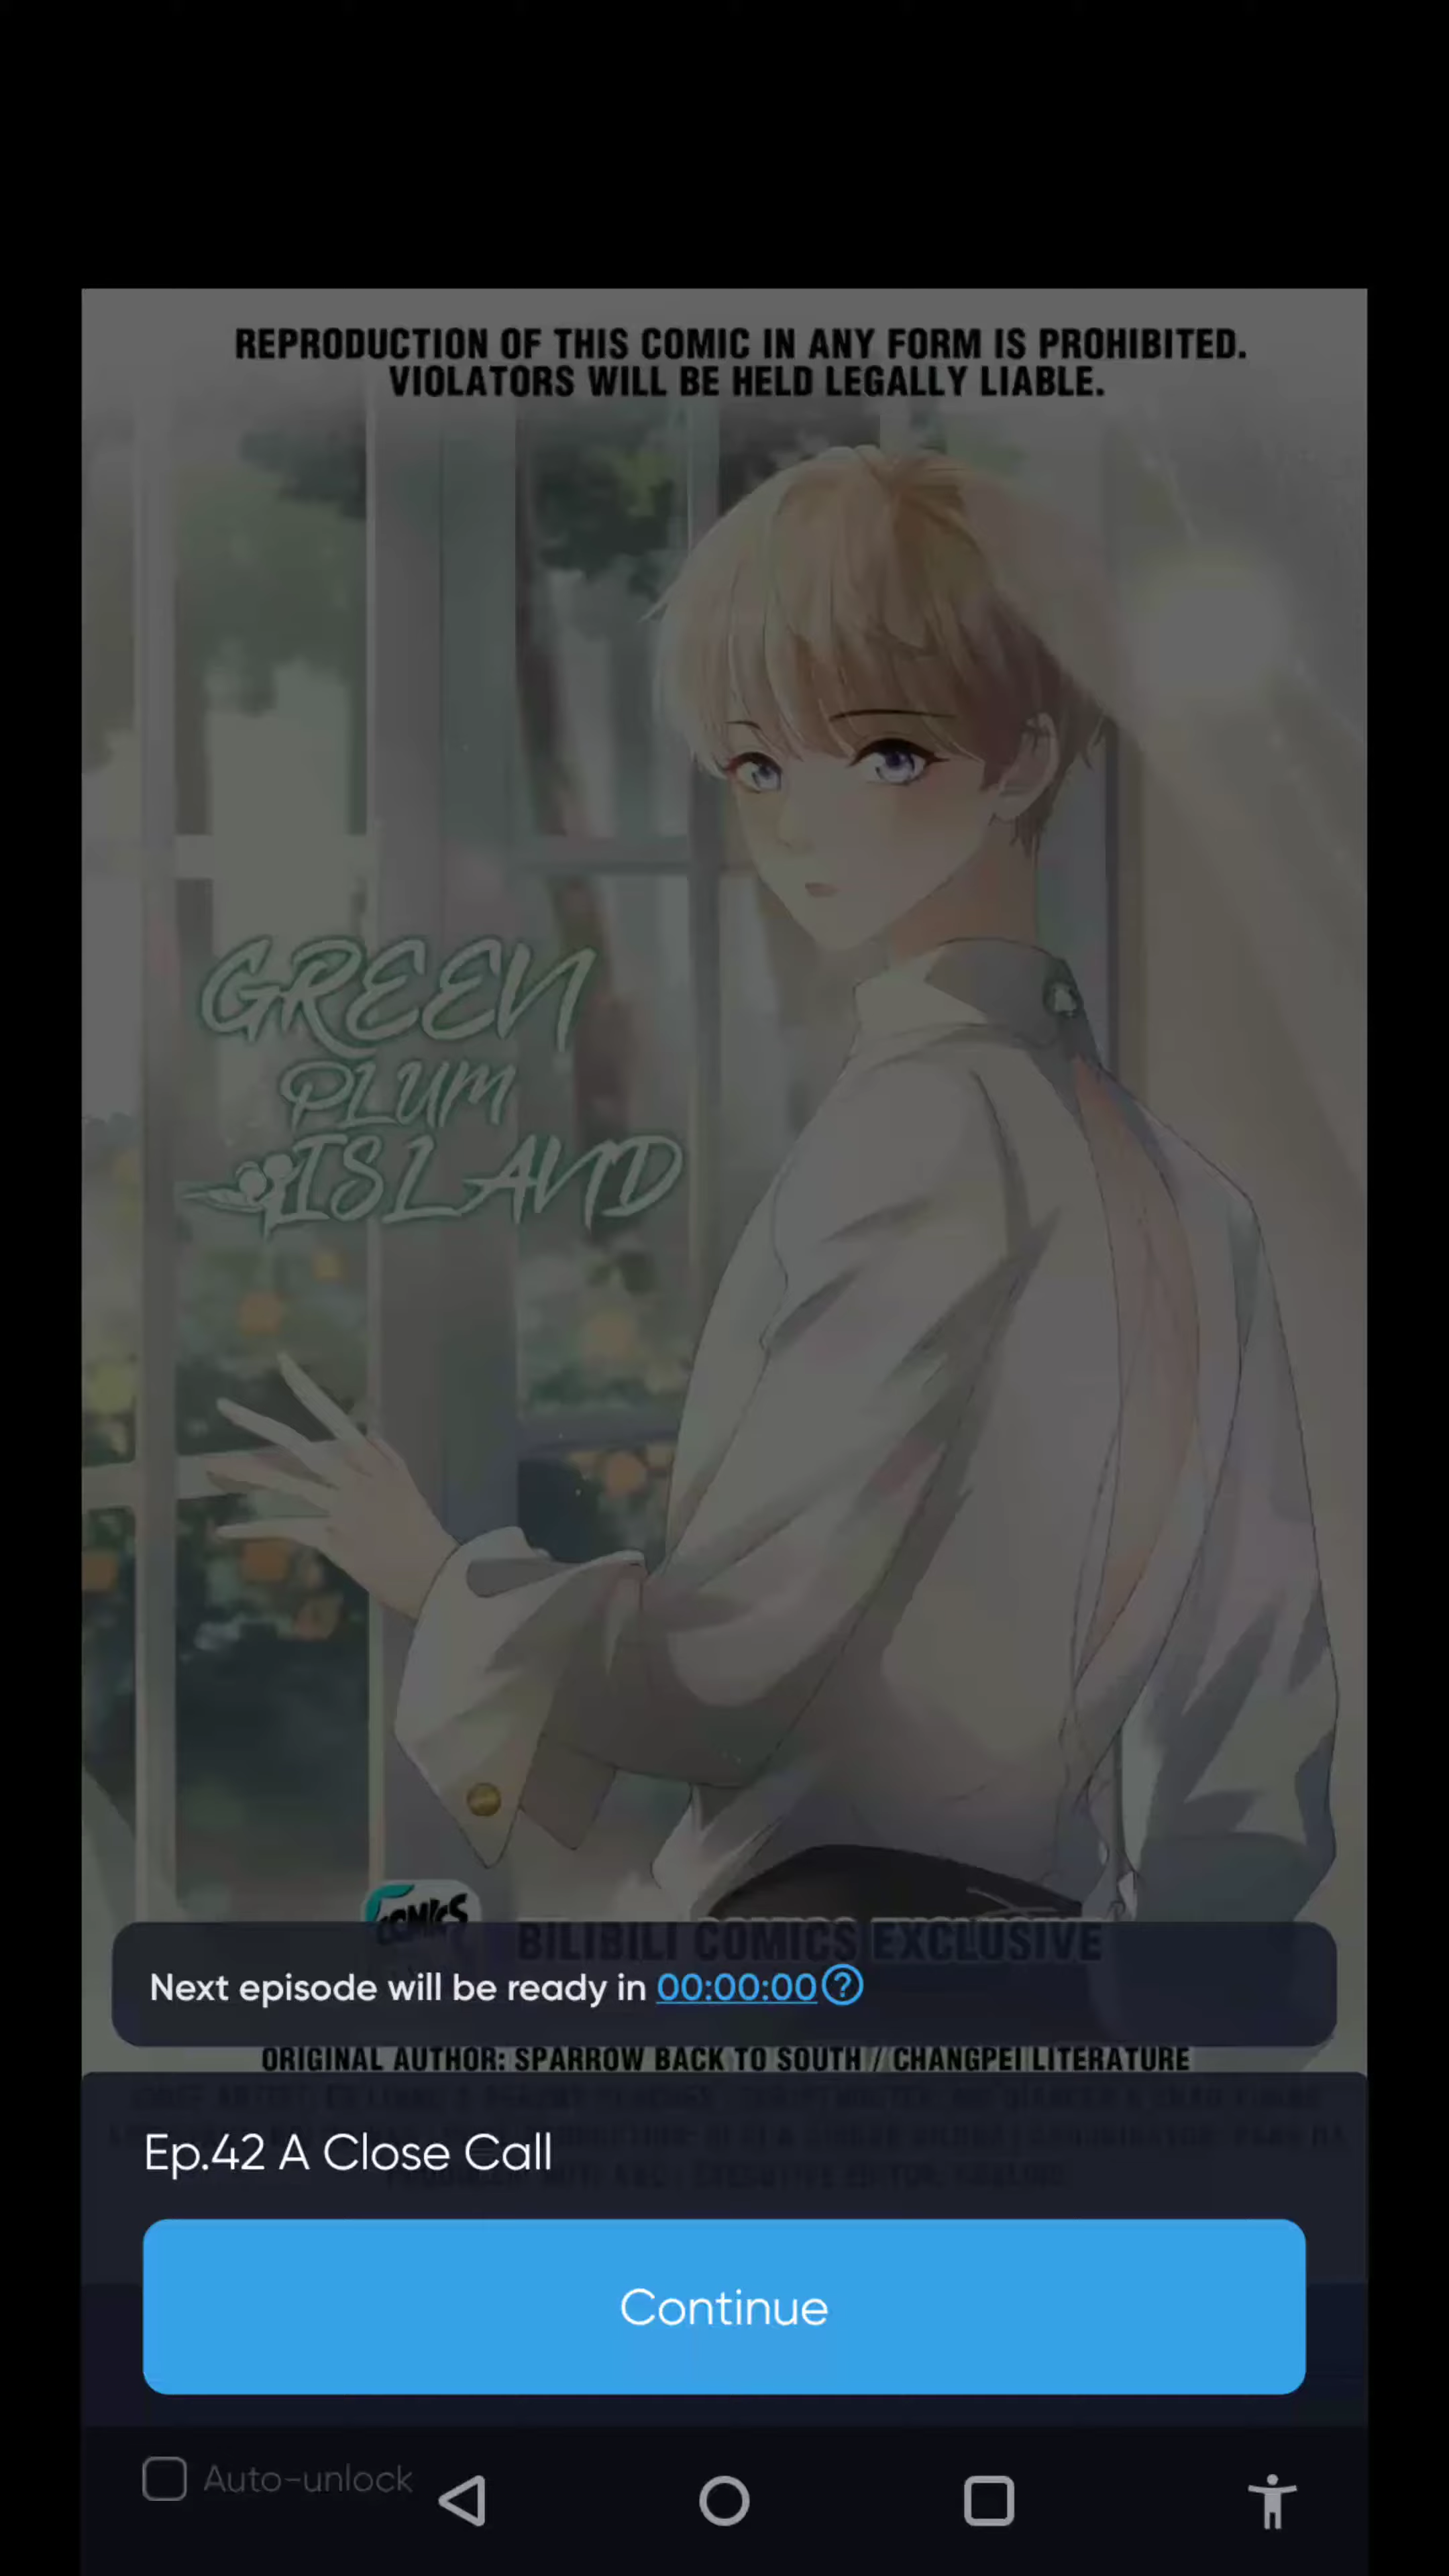 REPRODUCTION OF THIS COMIC IN ANY FORM IS PROHIBITED.
VIOLATORS WILL BE HELD LEGALLY LIABLE.
GREEN
PLUM
ISLAND
COMICS
BILIBILI COMICS EXCLUSIVE
Next episode will be ready in 00:00:00
ORIGINAL AUTHOR: SPARROW BACK TO SOUTH // CHANGPEI LITERATURE
Ep.42 A Close Call
Continue
Auto-unlock